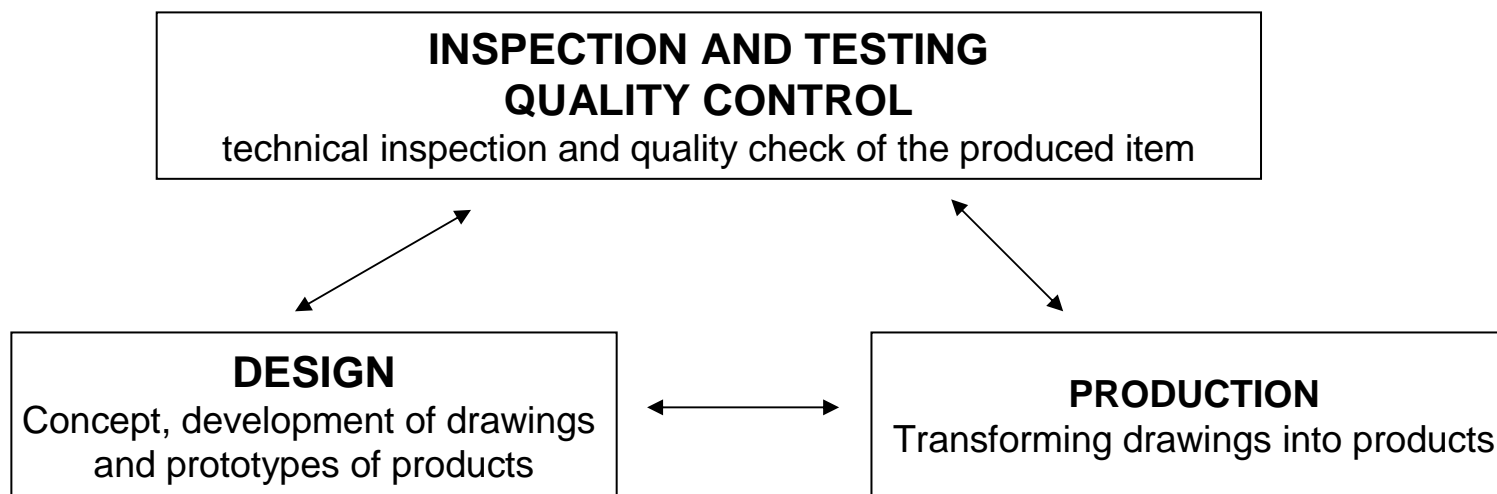 INSPECTION AND TESTING
QUALITY CONTROL
technical inspection and quality check of the produced item
DESIGN
Concept, development of drawings
and prototypes of products
PRODUCTION
Transforming drawings into products